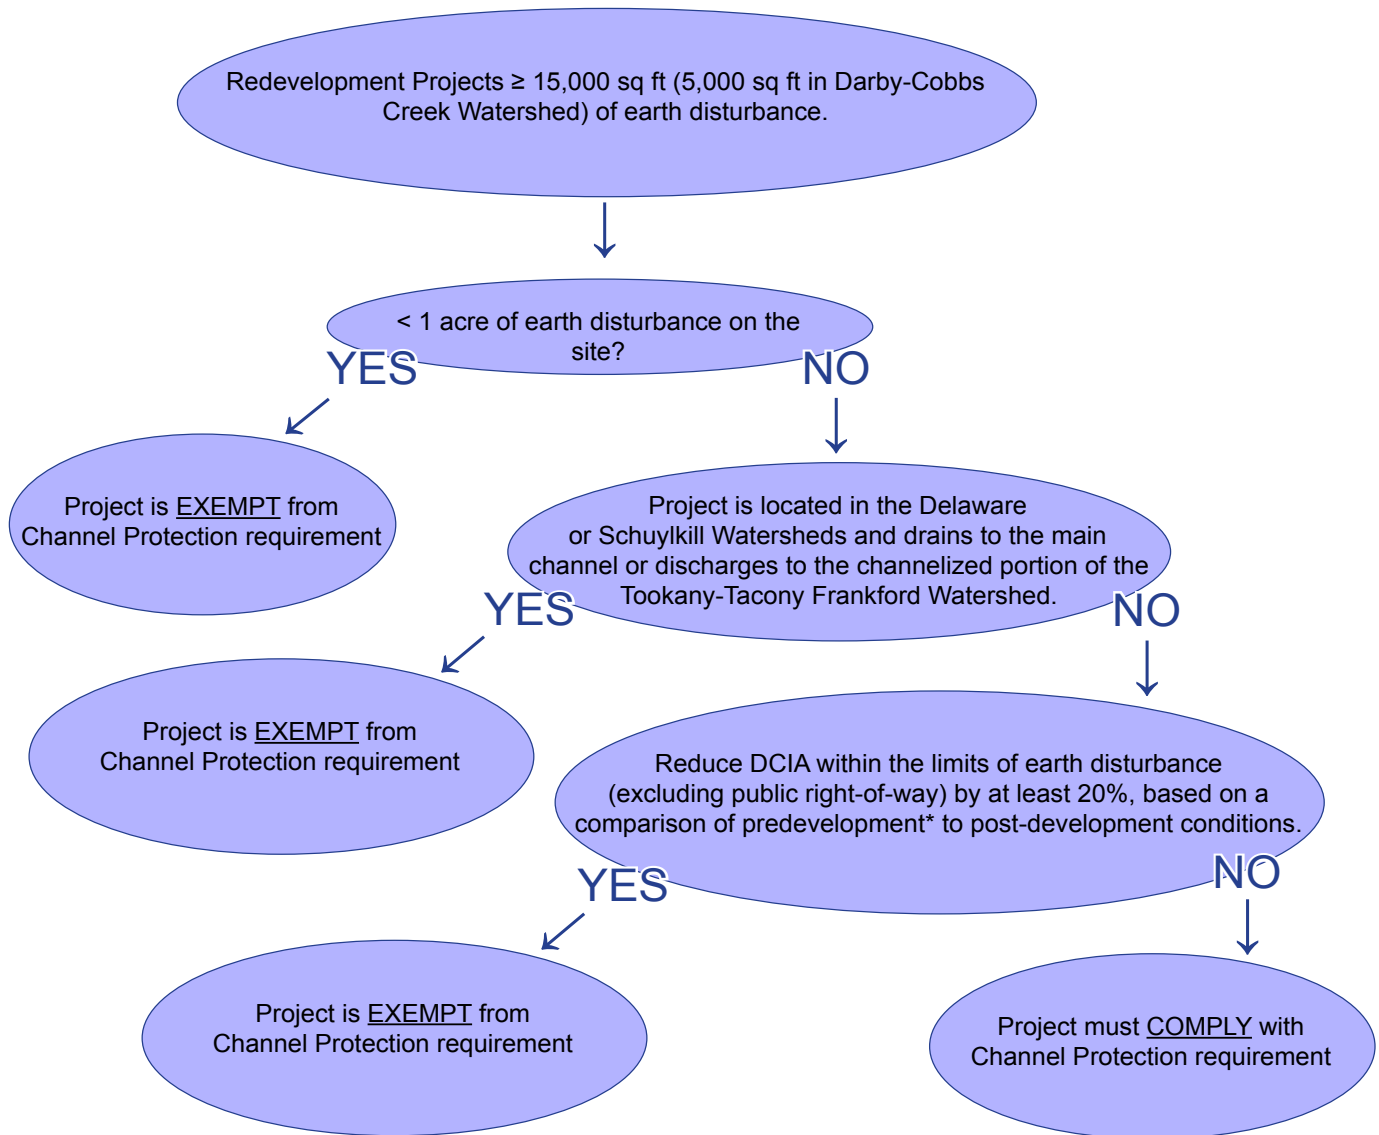 Redevelopment Projects ≥ 15,000 sq ft (5,000 sq ft in Darby-Cobbs
Creek Watershed) of earth disturbance.
< 1 acre of earth disturbance on the
site?
YES
NO
Project is EXEMPT from
Channel Protection requirement
Project is located in the Delaware
or Schuylkill Watersheds and drains to the main
channel or discharges to the channelized portion of the
Tookany-Tacony Frankford Watershed.
YES
NO
Project is EXEMPT from
Channel Protection requirement
Reduce DCIA within the limits of earth disturbance
(excluding public right-of-way) by at least 20%, based on a
comparison of predevelopment* to post-development conditions.
YES
NO
Project is EXEMPT from
Channel Protection requirement
Project must COMPLY with
Channel Protection requirement